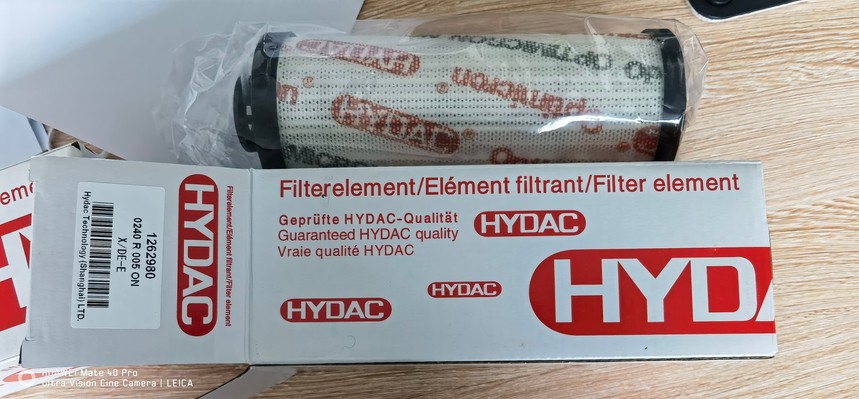 HYDAC
OPTIMICRON
HYDAC
Filterelement/Elément filtrant/Filter element
Geprüfte HYDAC-Qualität
Guaranteed HYDAC quality
Vraie qualité HYDAC
HYDAC
HYDAC
HYDAC
HYDA
HYDAC
Filterelement/Elément filtrant/Filter element
1262980
0240 R 005 ON
X/DE-E
Hydac Technology (Shanghai) LTD.
HUAWEI Mate 40 Pro
Ultra Vision Cine Camera | LEICA